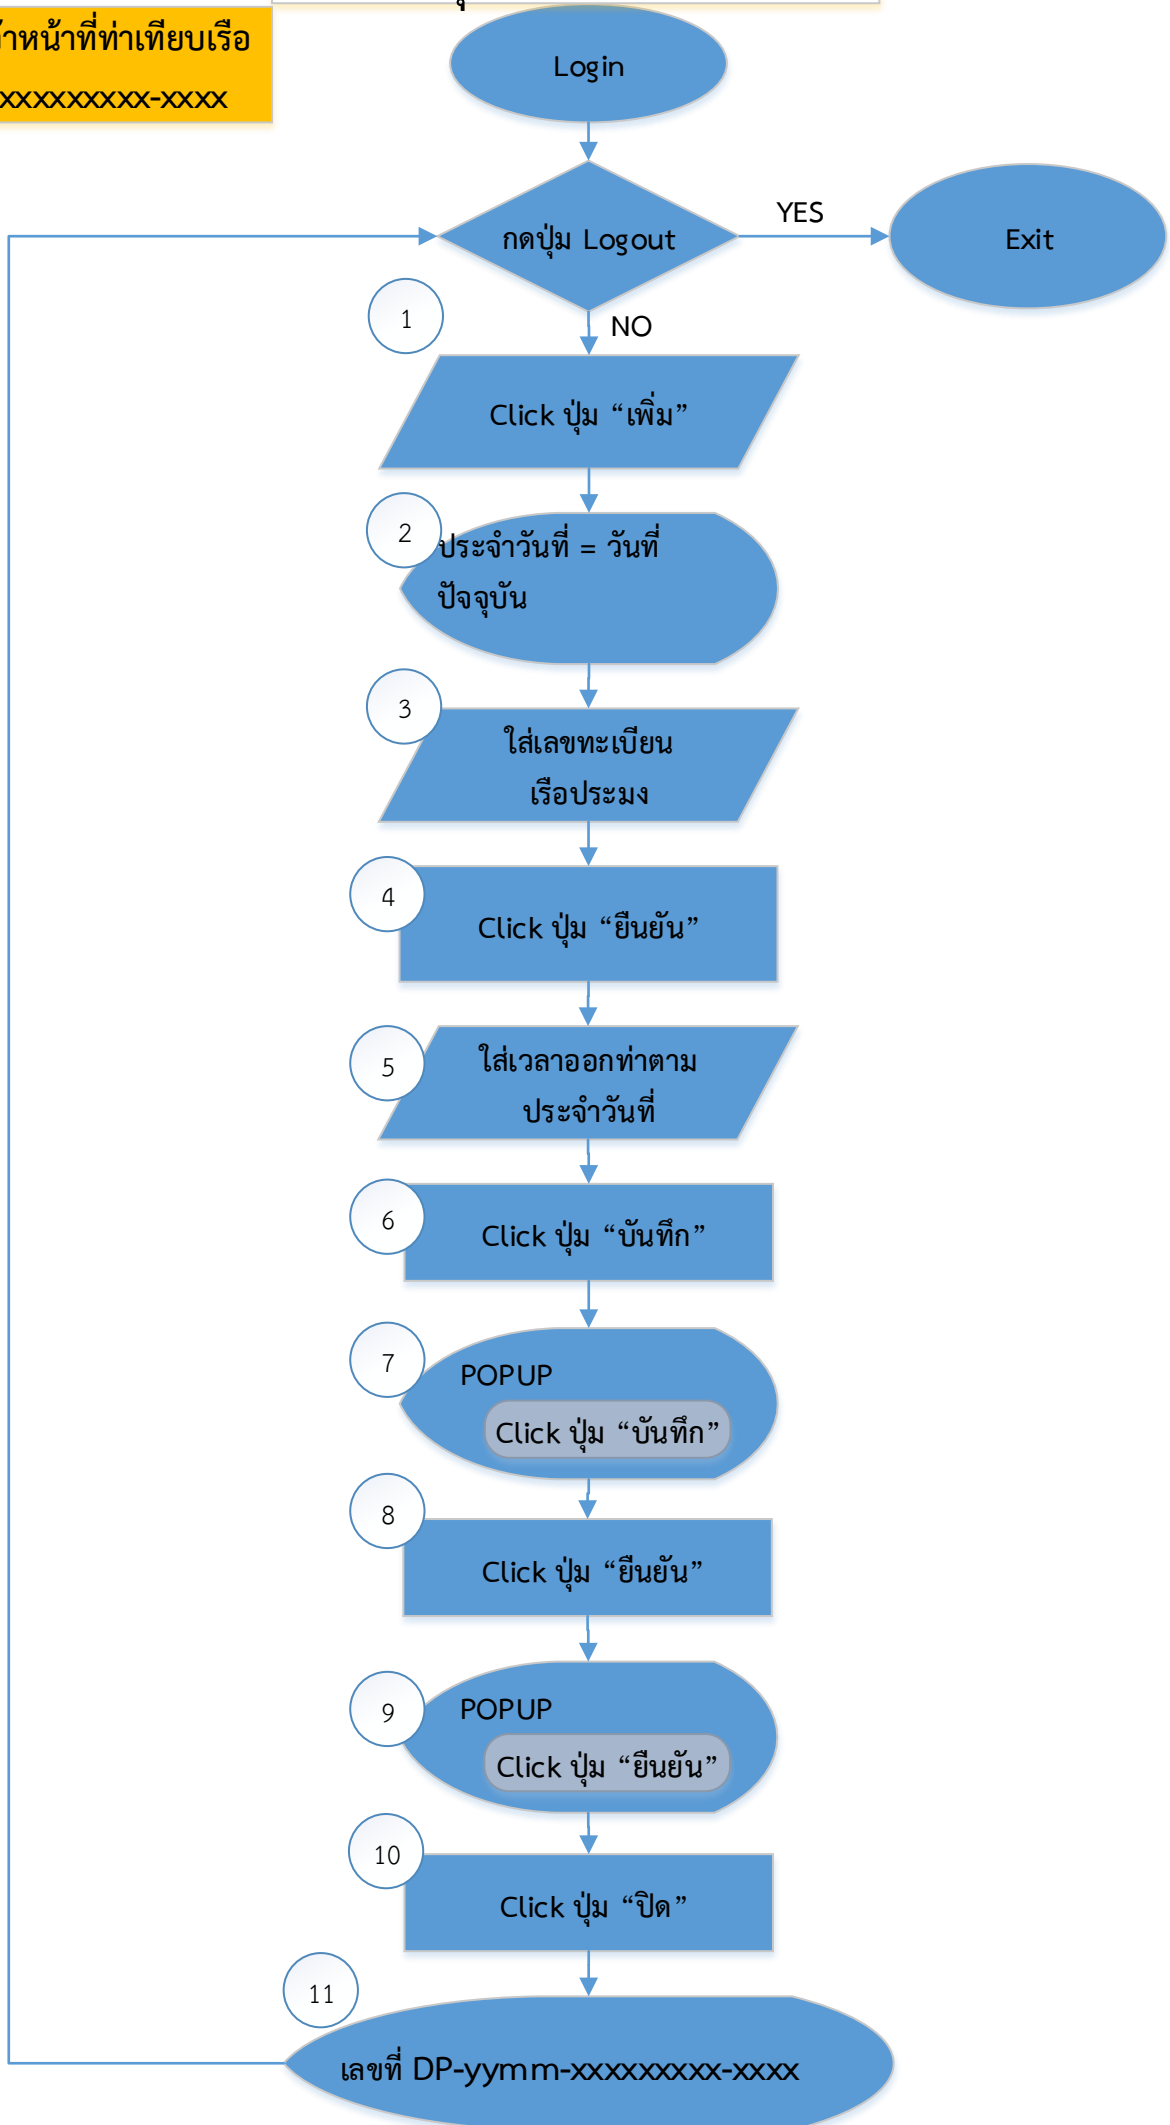 ้าหน้าที่ท่าเทียบเรือ
xxxxxxxxx-xxxx
Login
กดปุ่ม Logout
YES
Exit
NO
1
Click ปุ่ม “เพิ่ม”
2
ประจำวันที่ = วันที่
ปัจจุบัน
3
ใส่เลขทะเบียน
เรือประมง
4
Click ปุ่ม “ยืนยัน”
5
ใส่เวลาออกท่าตาม
ประจำวันที่
6
Click ปุ่ม “บันทึก”
7
POPUP
Click ปุ่ม “บันทึก”
8
Click ปุ่ม “ยืนยัน”
9
POPUP
Click ปุ่ม “ยืนยัน”
10
Click ปุ่ม “ปิด”
11
เลขที่ DP-yymm-xxxxxxxxx-xxxx